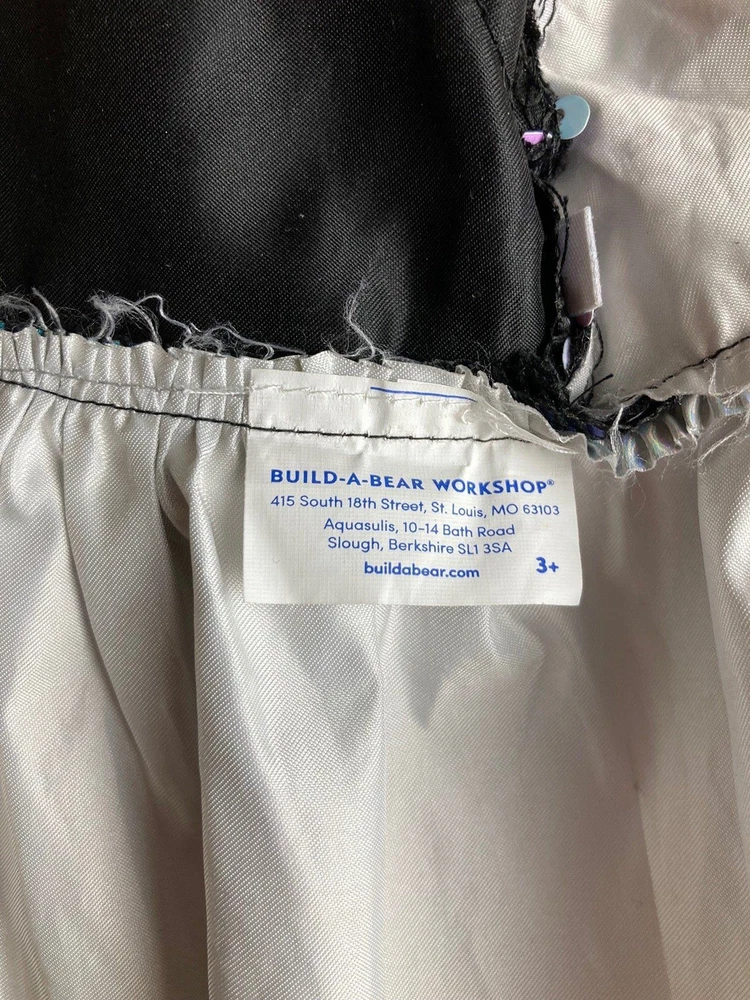 BUILD-A-BEAR WORKSHOP®
415 South 18th Street, St. Louis, MO 63103
Aquasulis, 10-14 Bath Road
Slough, Berkshire SL1 3SA
buildabear.com 3+